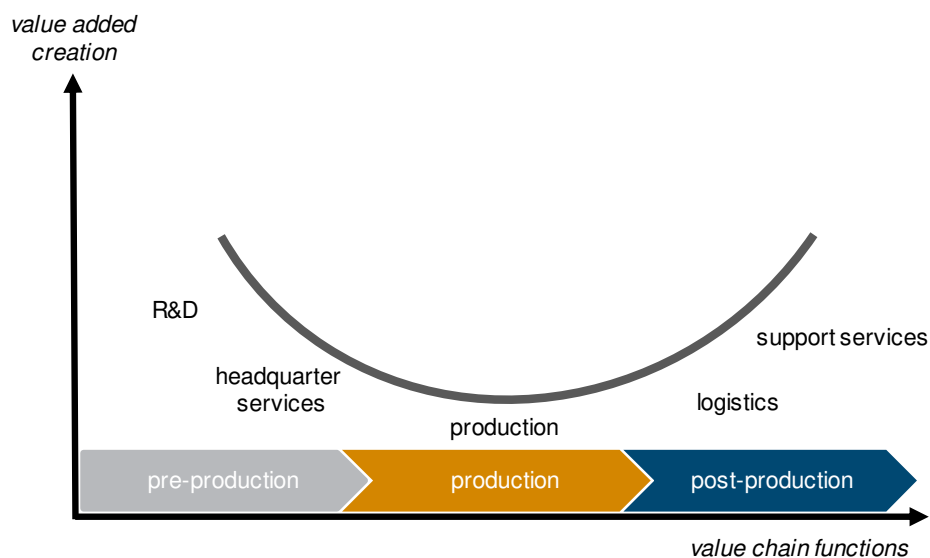 value added
creation
R&D
headquarter
services
production
logistics
support services
pre-production
production
post-production
value chain functions